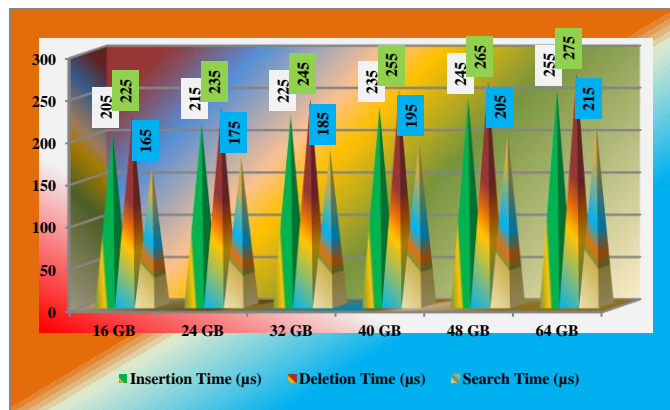 300
250
200
150
100
50
0
205
225
165
215
235
175
225
245
185
235
255
195
245
265
205
255
275
215
16 GB
24 GB
32 GB
40 GB
48 GB
64 GB
Insertion Time (µs)
Deletion Time (µs)
Search Time (µs)